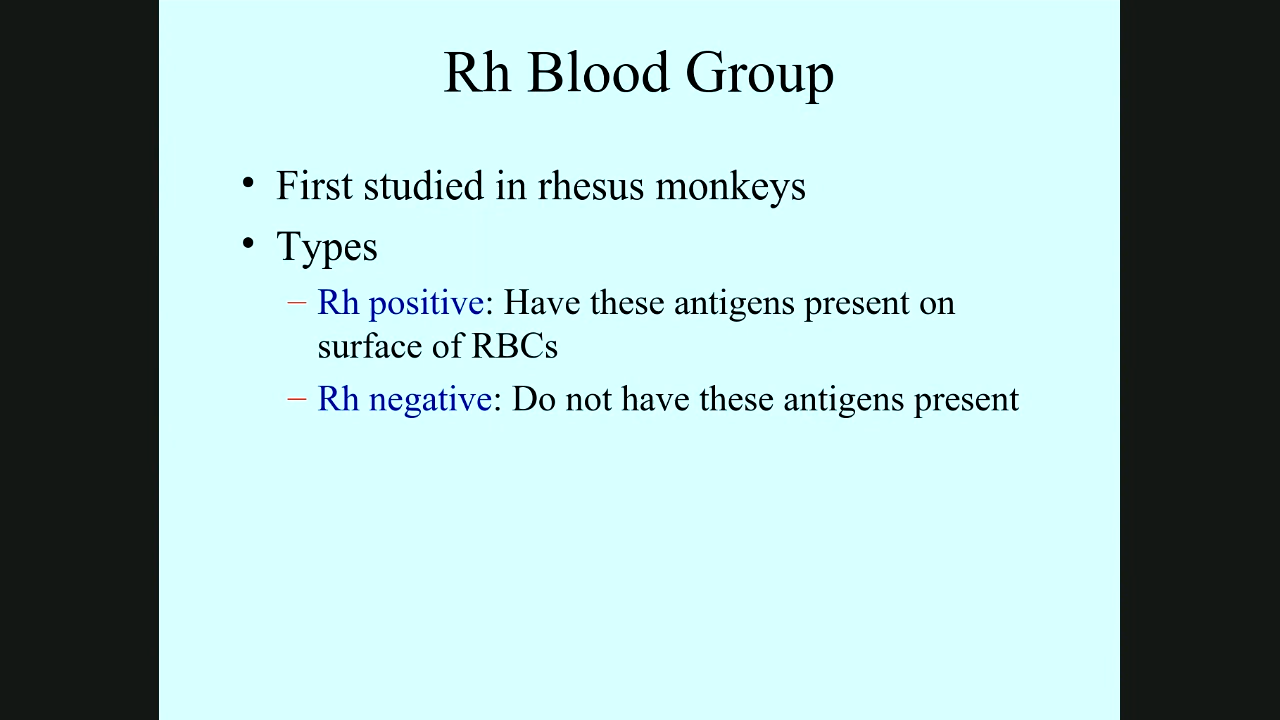 Rh Blood Group
• First studied in rhesus monkeys
• Types
– Rh positive: Have these antigens present on
surface of RBCs
– Rh negative: Do not have these antigens present